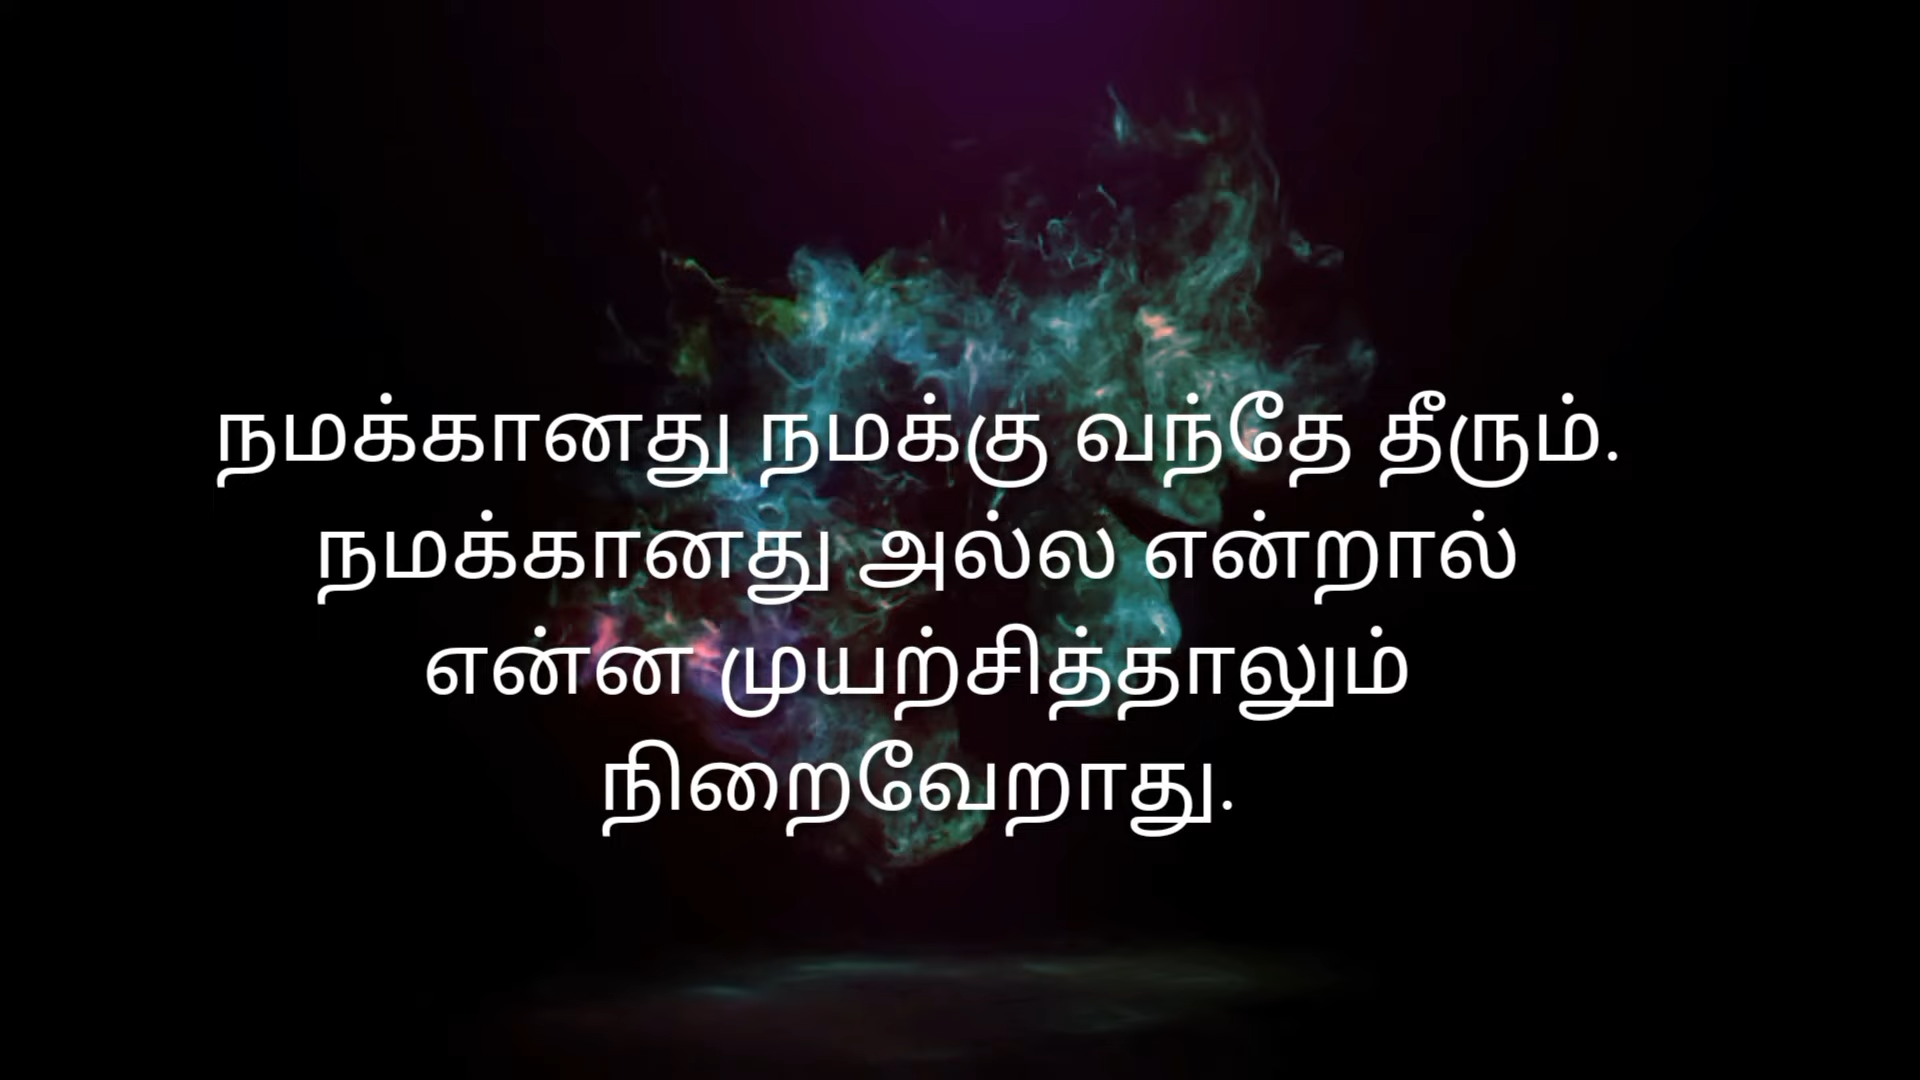 நமக்கானது நமக்கு வந்தே தீரும்.
நமக்கானது அல்ல என்றால்
என்ன முயற்சித்தாலும்
நிறைவேறாது.